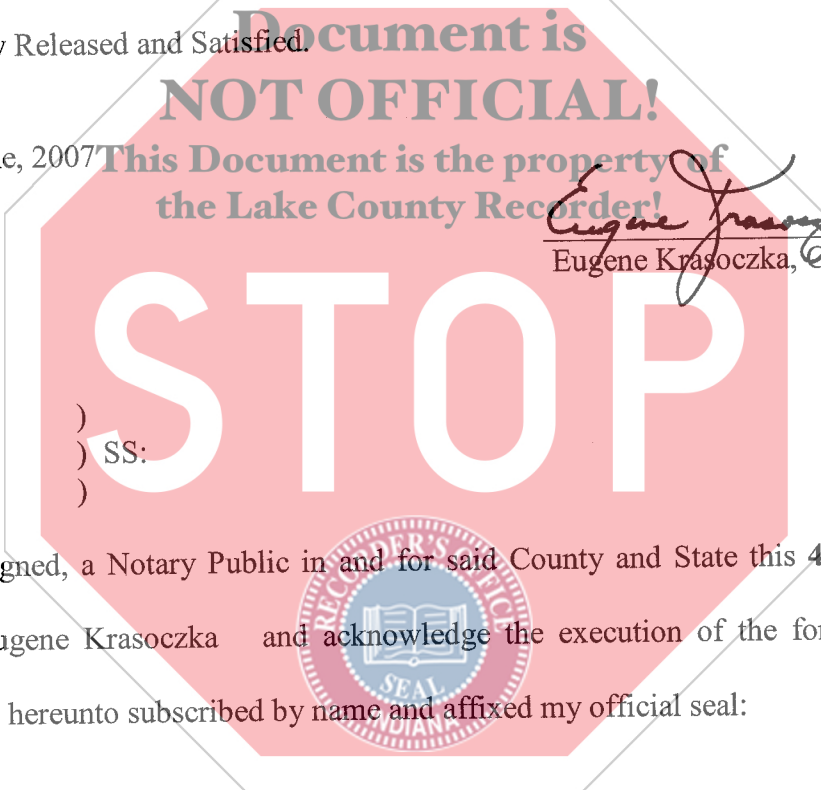 Document is
y Released and Satisfied.
NOT OFFICIAL!
e, 2007
This Document is the property of
the Lake County Recorder!
Eugene
Eugene Krasoczka,
STOP
)
) SS:
)
gned, a Notary Public in and for said County and State this 4
ugene Krasoczka and acknowledge the execution of the for
hereunto subscribed by name and affixed my official seal:
RECORDER'S OFFICE
SEAL
INDIANA